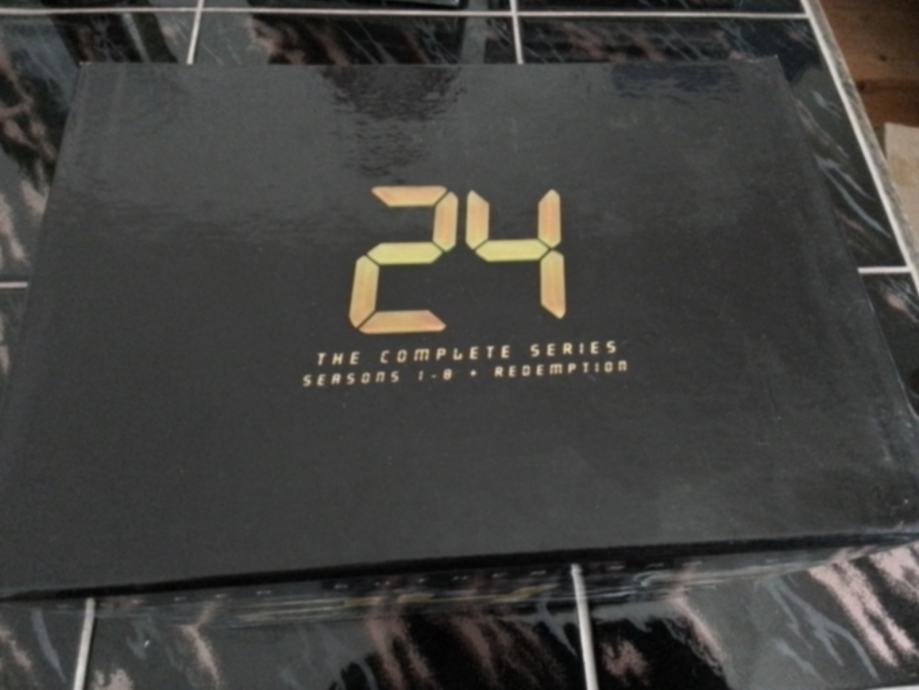 24
THE COMPLETE SERIES
SEASONS 1-8 + REDEMPTION